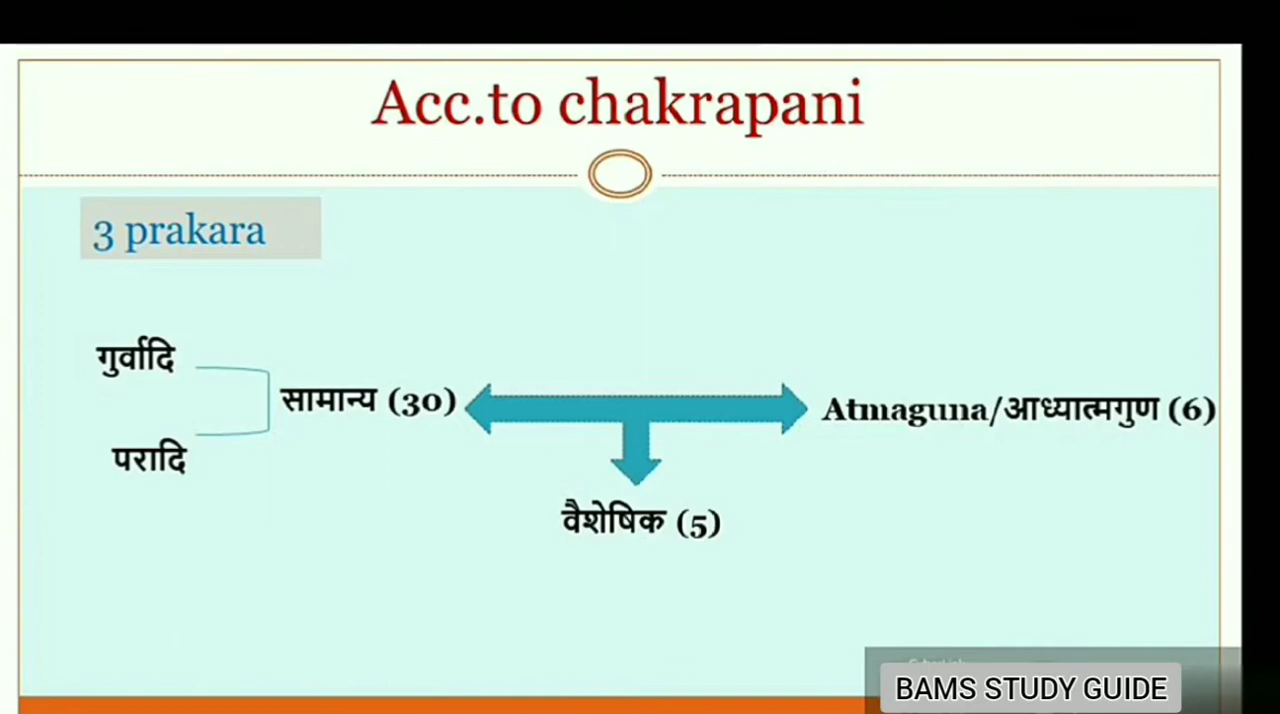 Acc.to chakrapani
3 prakara
गुर्वादि
सामान्य (30)
Atmaguna/आध्यात्मगुण (6)
परादि
वैशेषिक (5)
BAMS STUDY GUIDE